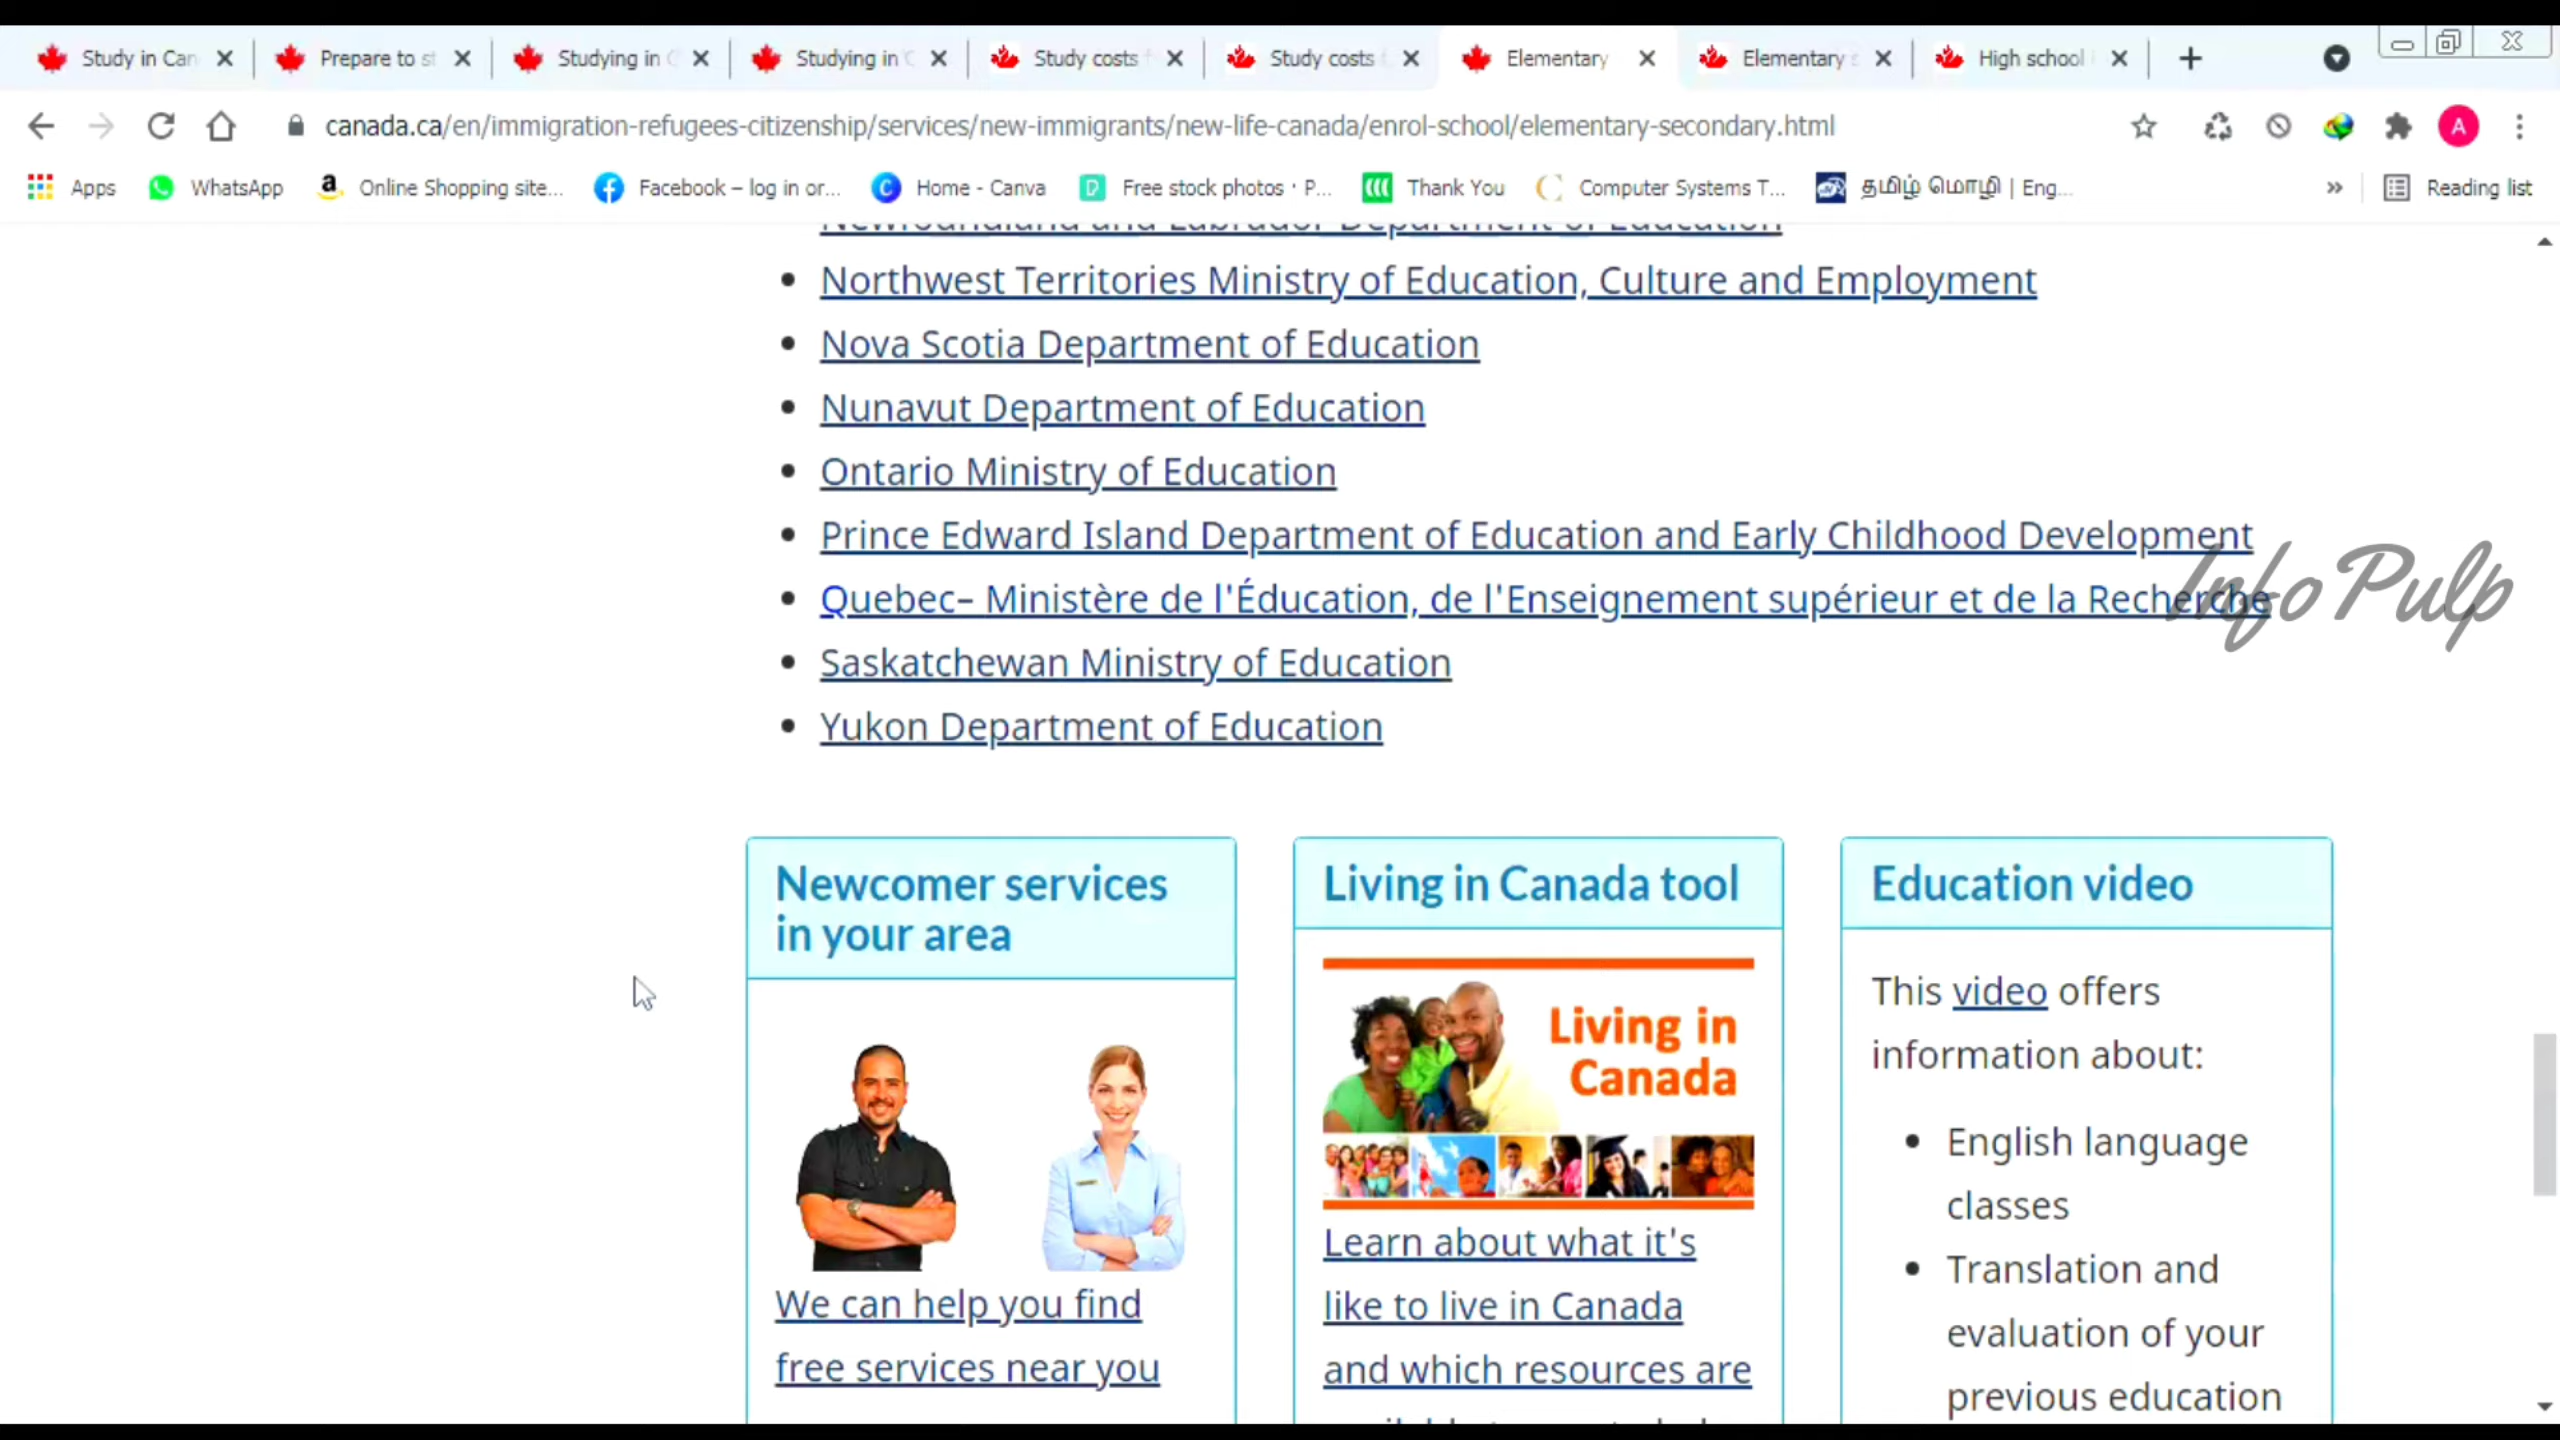 Study in Can
Prepare to st
Studying in C
Studying in C
Study costs f
Study costs f
Elementary
Elementary s
High school
canada.ca/en/immigration-refugees-citizenship/services/new-immigrants/new-life-canada/enrol-school/elementary-secondary.html
A
Apps
WhatsApp
Online Shopping site...
Facebook – log in or...
Home - Canva
Free stock photos · P...
Thank You
Computer Systems T...
தமிழ் மொழி | Eng...
»
Reading list
Newfoundland and Labrador Department of Education
Northwest Territories Ministry of Education, Culture and Employment
Nova Scotia Department of Education
Nunavut Department of Education
Ontario Ministry of Education
Prince Edward Island Department of Education and Early Childhood Development
Quebec– Ministère de l'Éducation, de l'Enseignement supérieur et de la Recherche
Info Pulp
Saskatchewan Ministry of Education
Yukon Department of Education
Newcomer services
in your area
We can help you find
free services near you
Living in Canada tool
Living in
Canada
Learn about what it's
like to live in Canada
and which resources are
Education video
This video offers
information about:
English language
classes
Translation and
evaluation of your
previous education